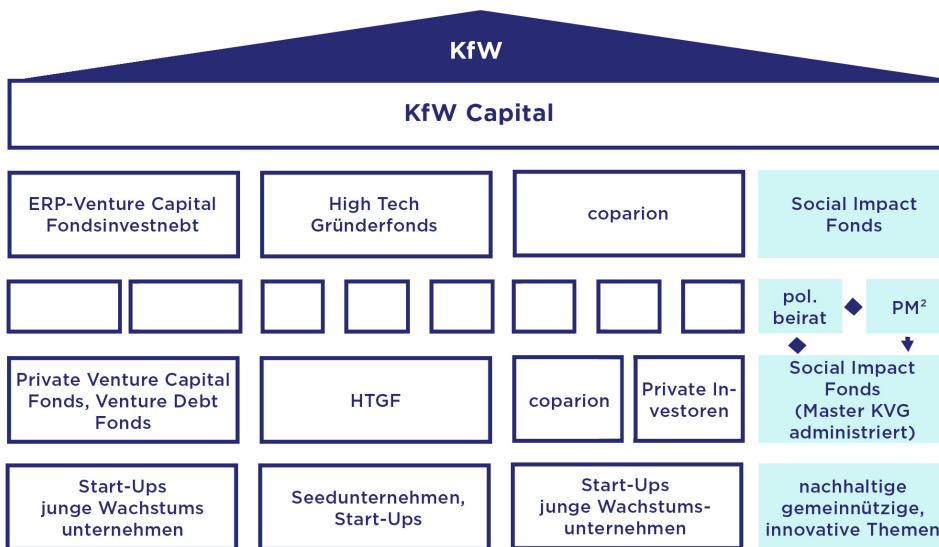 KfW
KfW Capital
ERP-Venture Capital
Fondsinvestnebt
High Tech
Gründerfonds
coparion
Social Impact
Fonds
pol.
beirat
PM²
Private Venture Capital
Fonds, Venture Debt
Fonds
HTGF
coparion
Private In-
vestoren
Social Impact
Fonds
(Master KVG
administriert)
Start-Ups
junge Wachstums
unternehmen
Seedunternehmen,
Start-Ups
Start-Ups
junge Wachstums-
unternehmen
nachhaltige
gemeinnützige,
innovative Themen